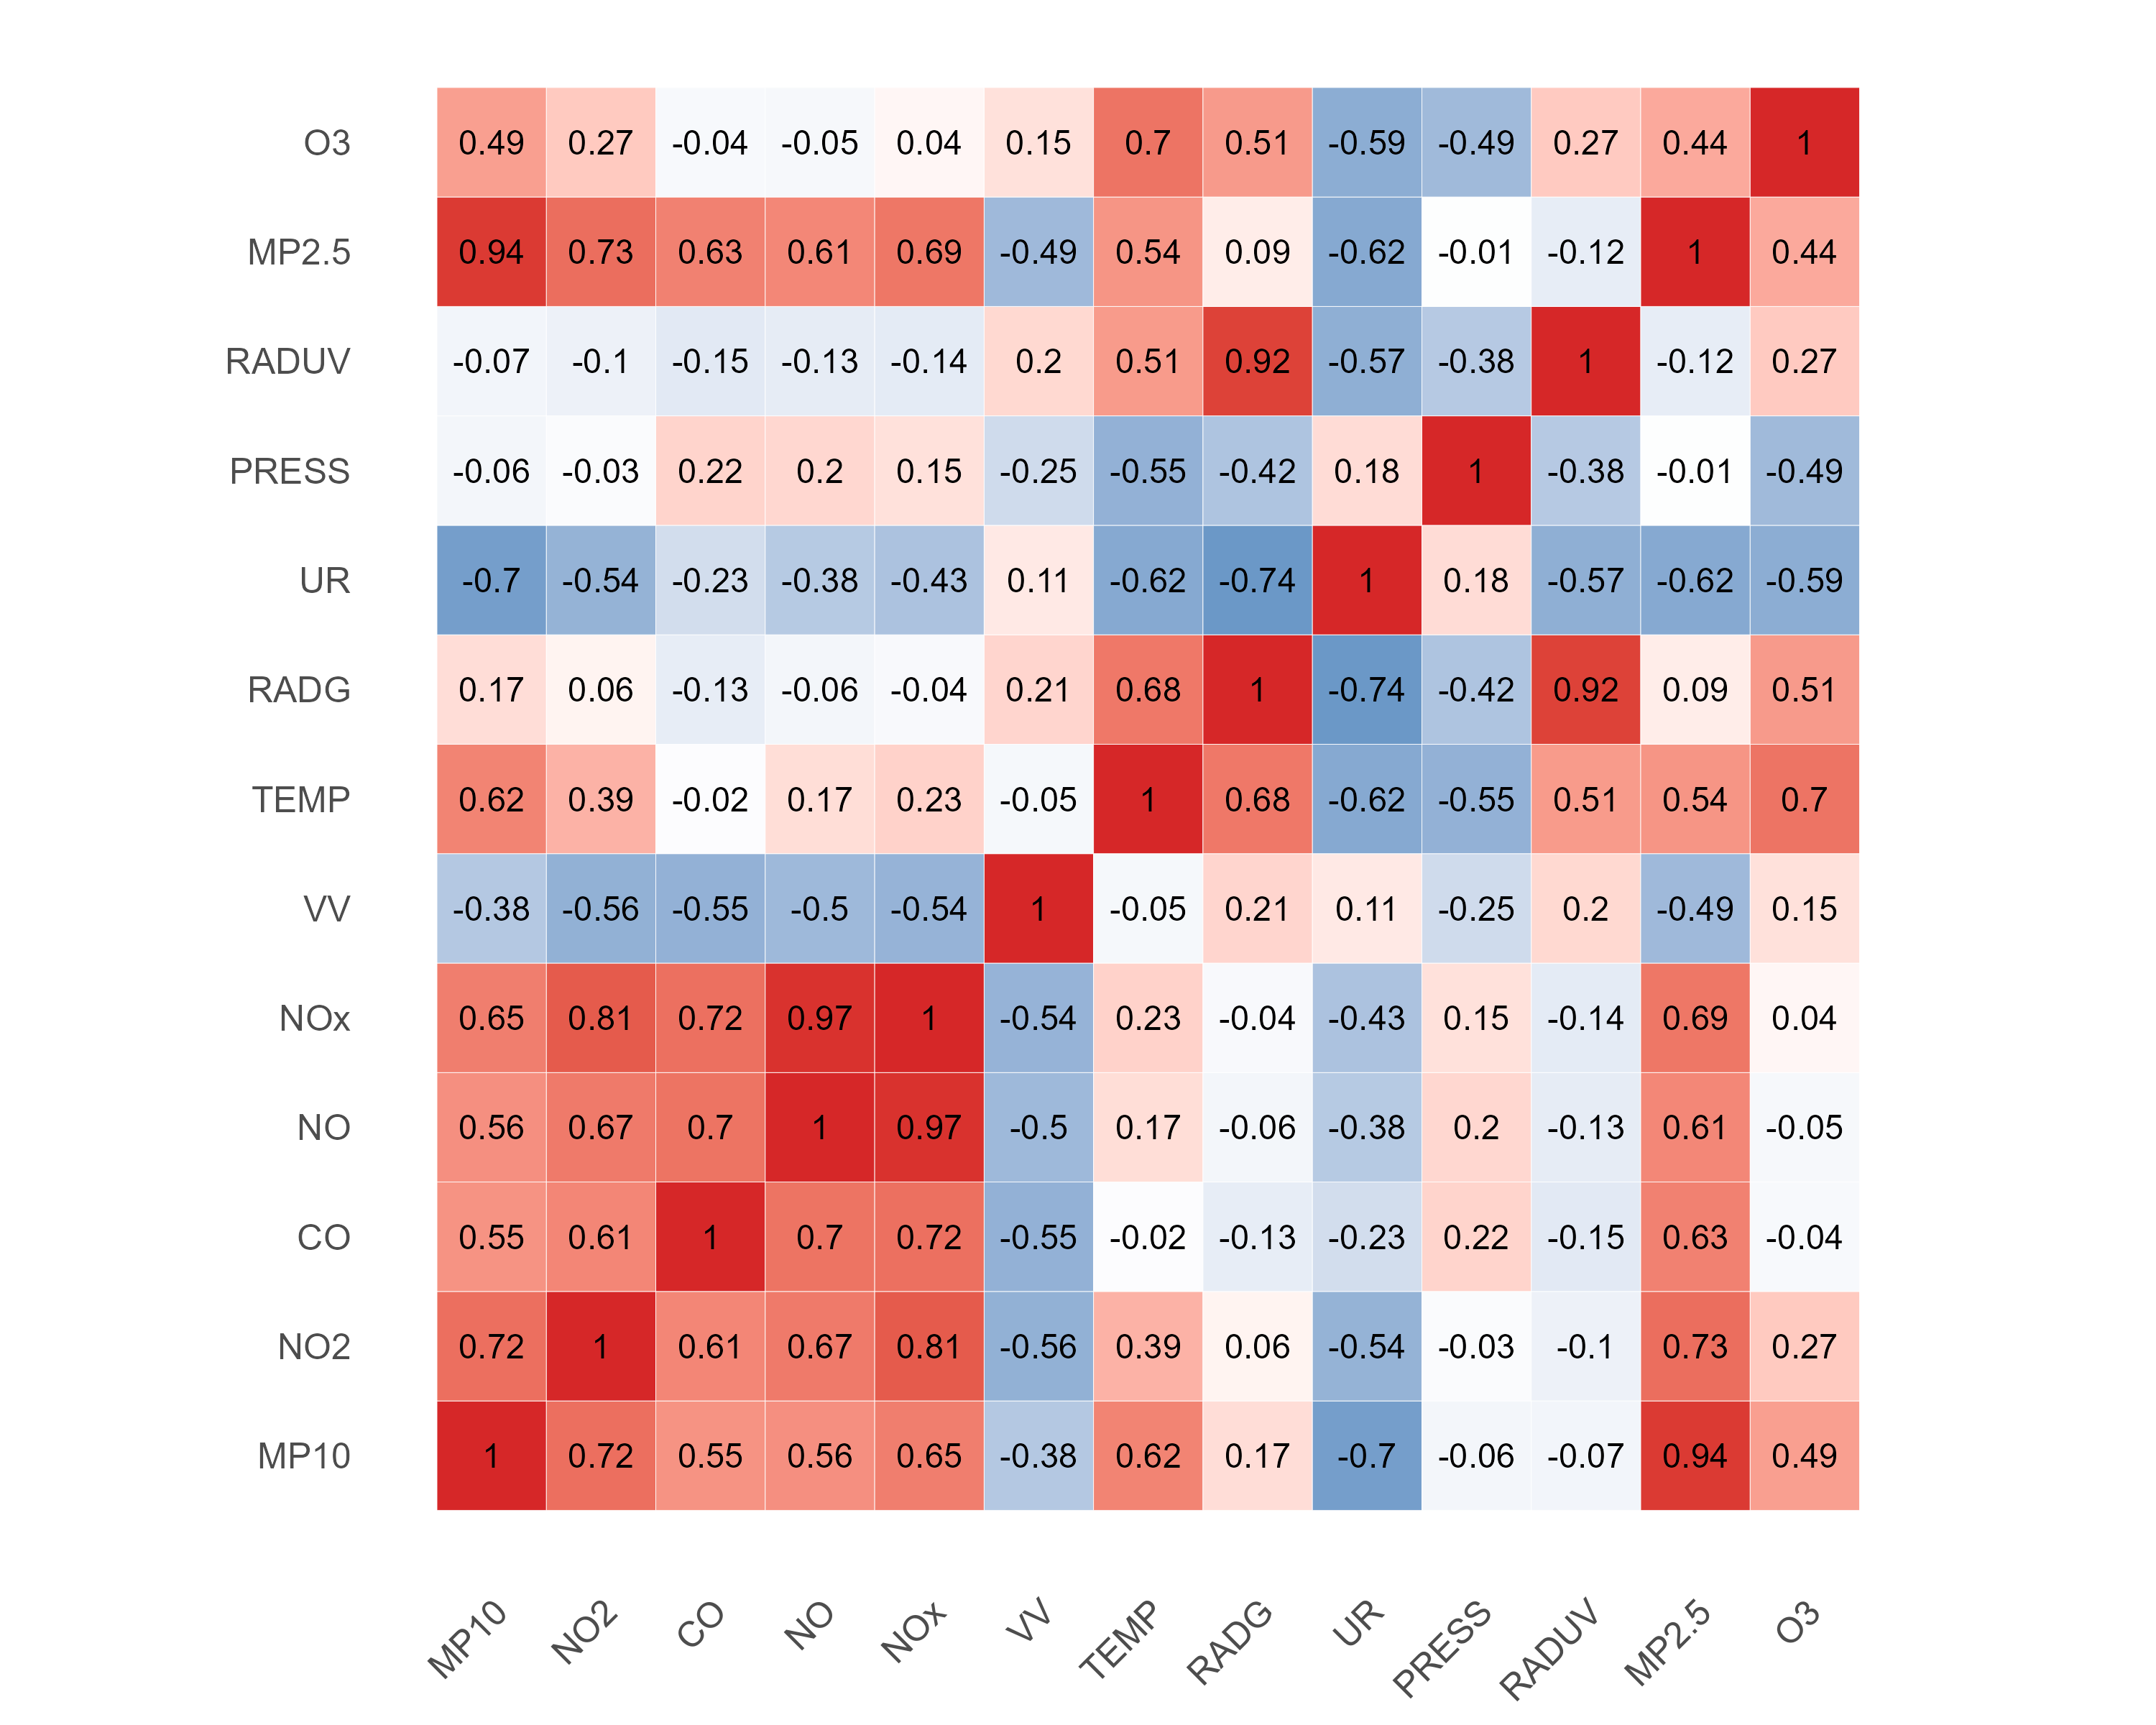 O3 0.49 0.27 -0.04 -0.05 0.04 0.15 0.7 0.51 -0.59 -0.49 0.27 0.44 1
MP2.5 0.94 0.73 0.63 0.61 0.69 -0.49 0.54 0.09 -0.62 -0.01 -0.12 1 0.44
RADUV -0.07 -0.1 -0.15 -0.13 -0.14 0.2 0.51 0.92 -0.57 -0.38 1 -0.12 0.27
PRESS -0.06 -0.03 0.22 0.2 0.15 -0.25 -0.55 -0.42 0.18 1 -0.38 -0.01 -0.49
UR -0.7 -0.54 -0.23 -0.38 -0.43 0.11 -0.62 -0.74 1 0.18 -0.57 -0.62 -0.59
RADG 0.17 0.06 -0.13 -0.06 -0.04 0.21 0.68 1 -0.74 -0.42 0.92 0.09 0.51
TEMP 0.62 0.39 -0.02 0.17 0.23 -0.05 1 0.68 -0.62 -0.55 0.51 0.54 0.7
VV -0.38 -0.56 -0.55 -0.5 -0.54 1 -0.05 0.21 0.11 -0.25 0.2 -0.49 0.15
NOx 0.65 0.81 0.72 0.97 1 -0.54 0.23 -0.04 -0.43 0.15 -0.14 0.69 0.04
NO 0.56 0.67 0.7 1 0.97 -0.5 0.17 -0.06 -0.38 0.2 -0.13 0.61 -0.05
CO 0.55 0.61 1 0.7 0.72 -0.55 -0.02 -0.13 -0.23 0.22 -0.15 0.63 -0.04
NO2 0.72 1 0.61 0.67 0.81 -0.56 0.39 0.06 -0.54 -0.03 -0.1 0.73 0.27
MP10 1 0.72 0.55 0.56 0.65 -0.38 0.62 0.17 -0.7 -0.06 -0.07 0.94 0.49
MP10 NO2 CO NO NOx VV TEMP RADG UR PRESS RADUV MP2.5 O3